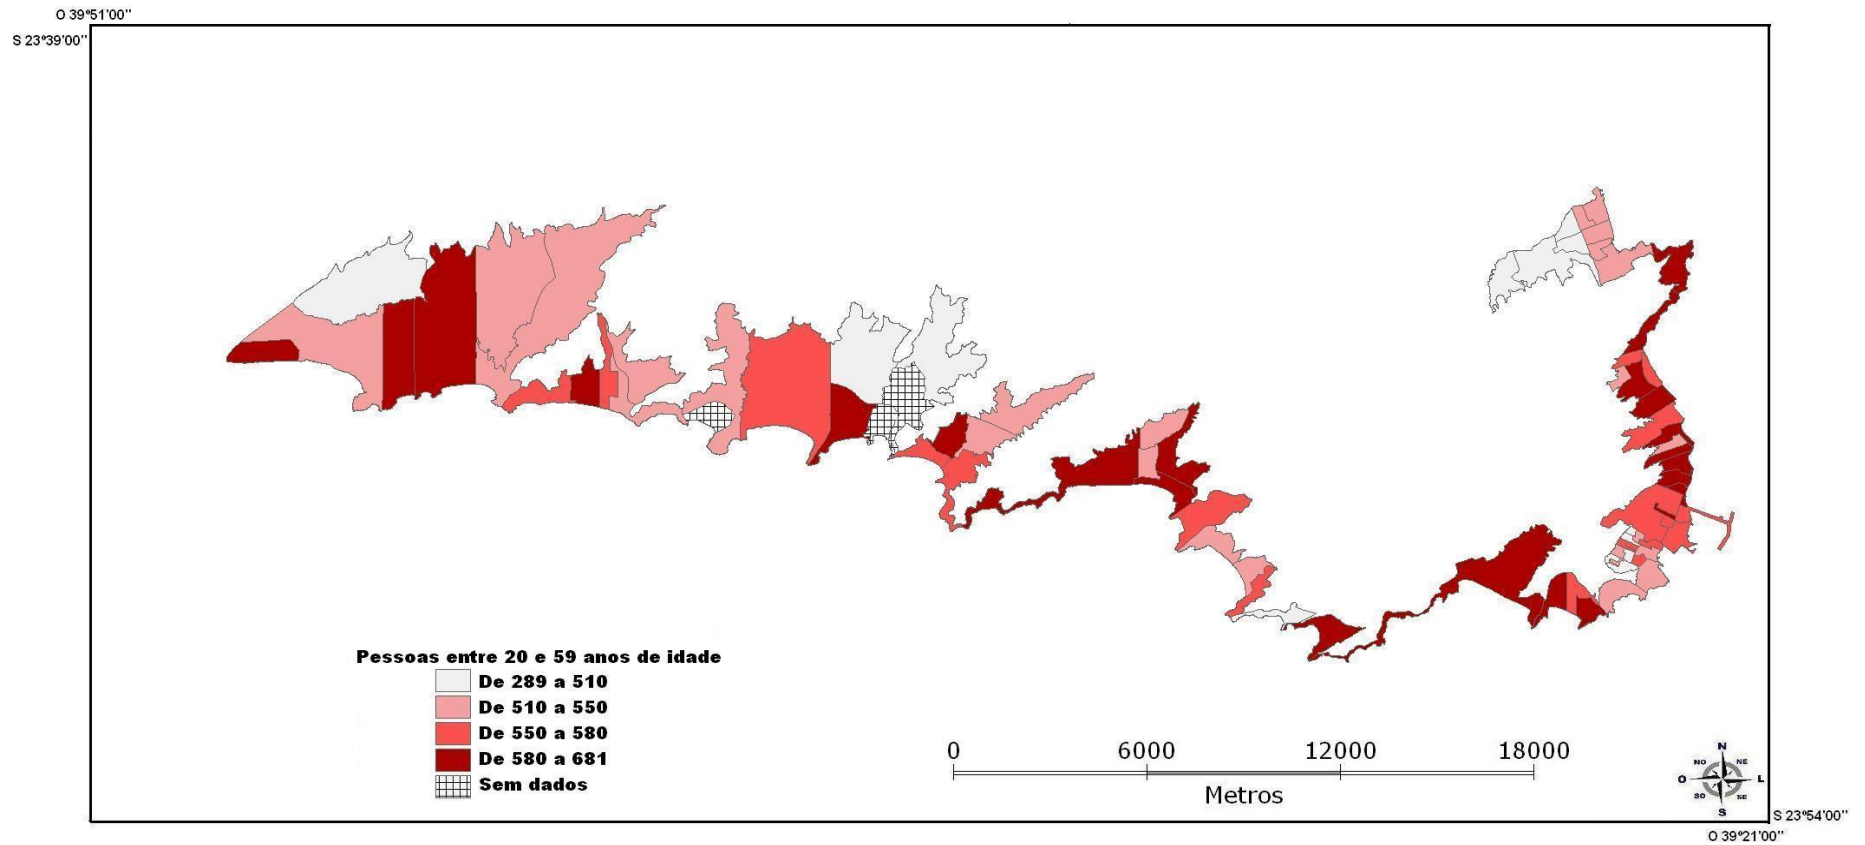 O 39°51'00''
S 23°39'00''
Pessoas entre 20 e 59 anos de idade
De 289 a 510
De 510 a 550
De 550 a 580
De 580 a 681
Sem dados
0 6000 12000 18000
Metros
N
NO NE
O L
SO SE
S
S 23°54'00''
O 39°21'00''